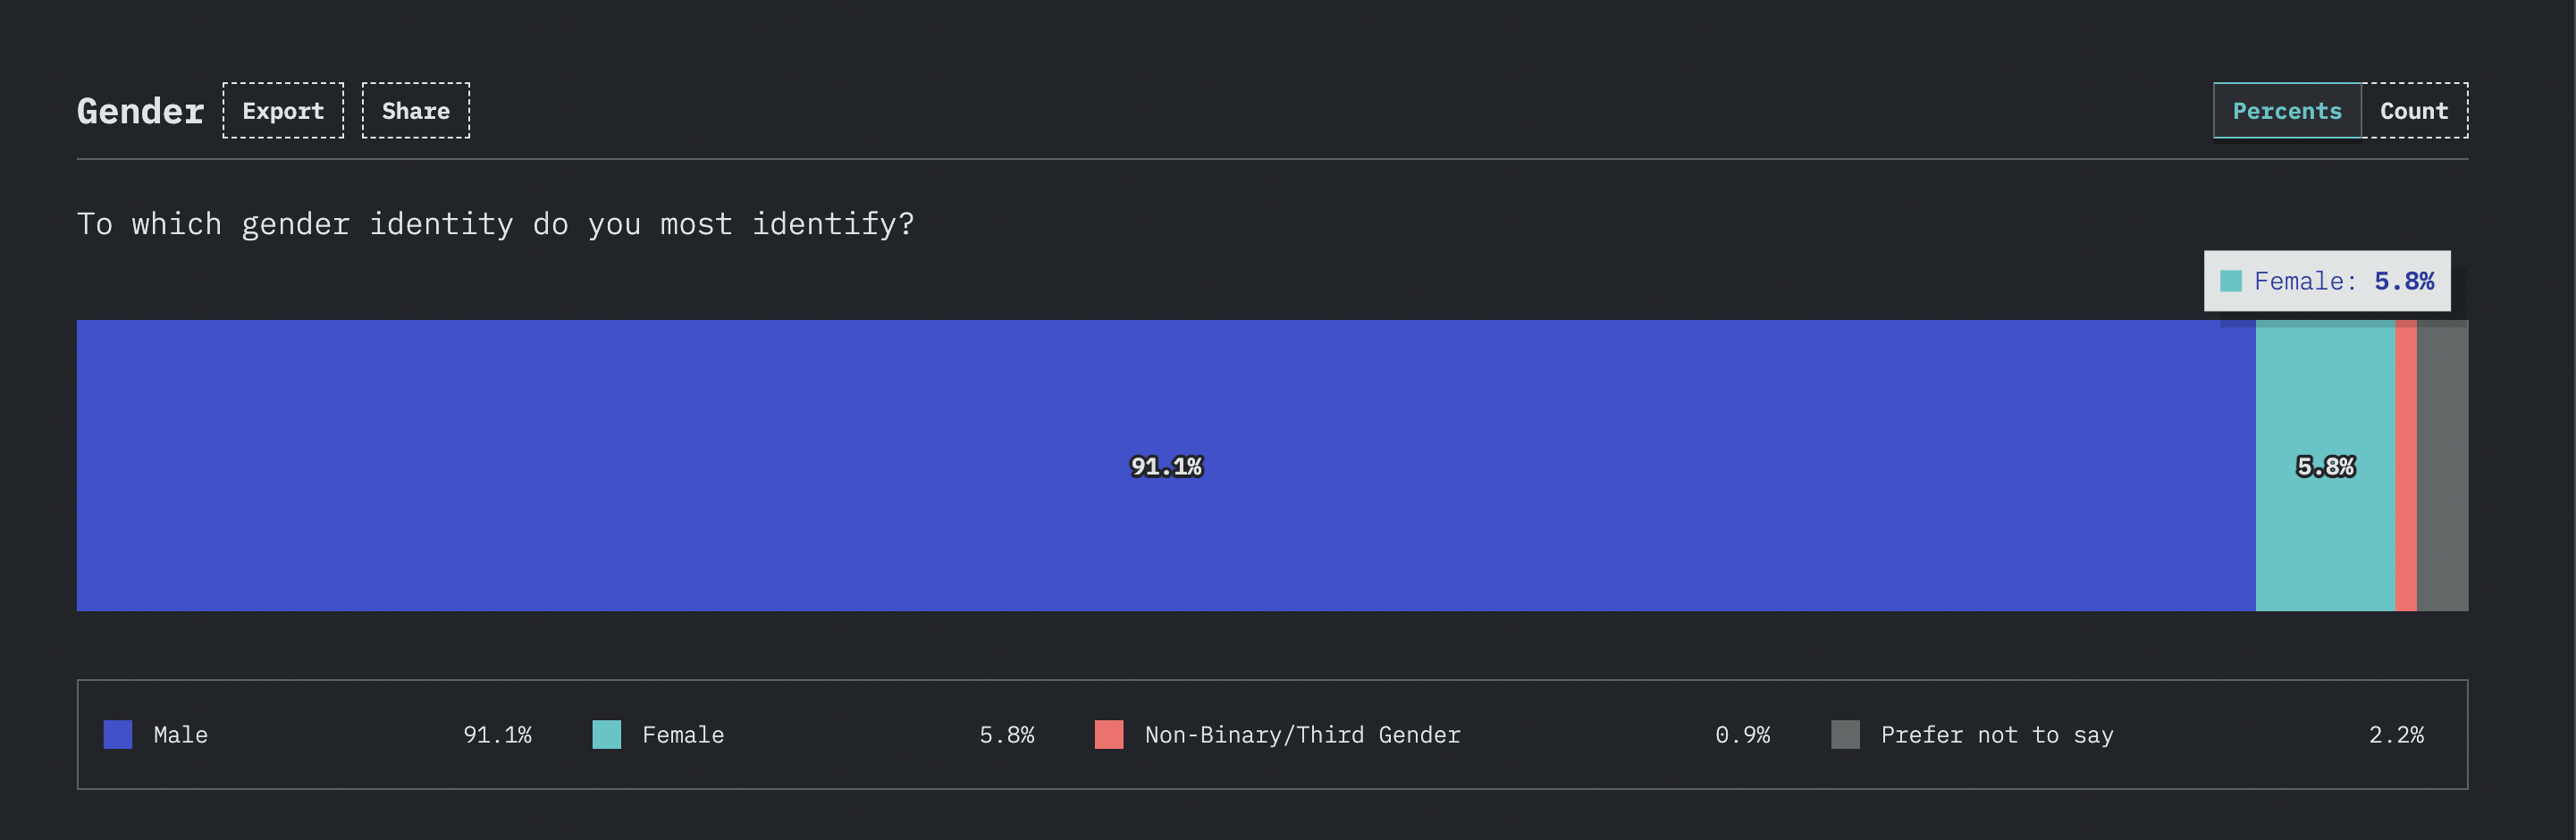 Gender Export Share Percents Count
To which gender identity do you most identify?
Female: 5.8%
91.1% 5.8%
Male 91.1% Female 5.8% Non-Binary/Third Gender 0.9% Prefer not to say 2.2%